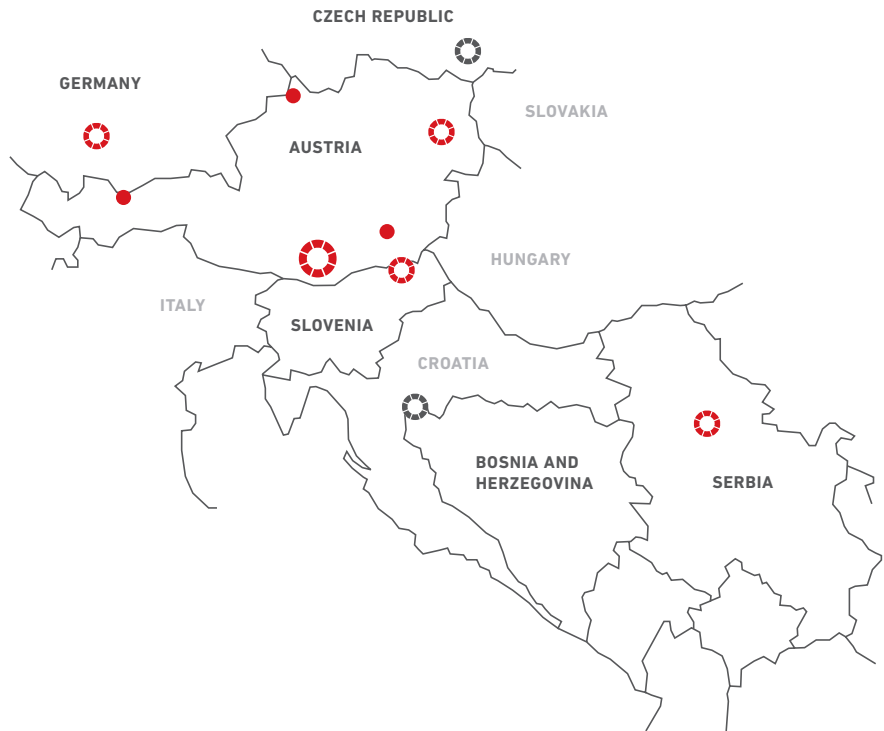 CZECH REPUBLIC
GERMANY
SLOVAKIA
AUSTRIA
HUNGARY
ITALY
SLOVENIA
CROATIA
BOSNIA AND
HERZEGOVINA
SERBIA